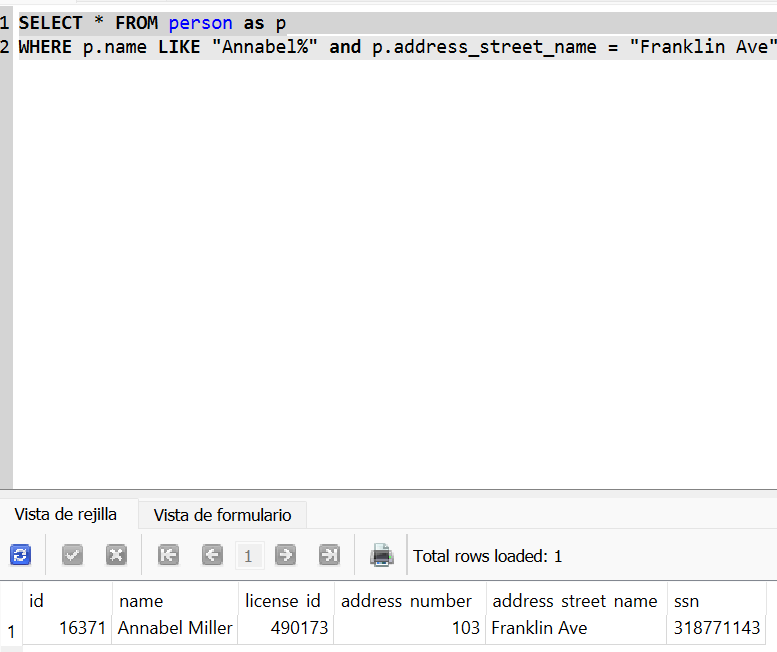 1 SELECT * FROM person as p
2 WHERE p.name LIKE "Annabel%" and p.address_street_name = "Franklin Ave"
Vista de rejilla Vista de formulario
1 Total rows loaded: 1
id name license id address number address street name ssn
1 16371 Annabel Miller 490173 103 Franklin Ave 318771143